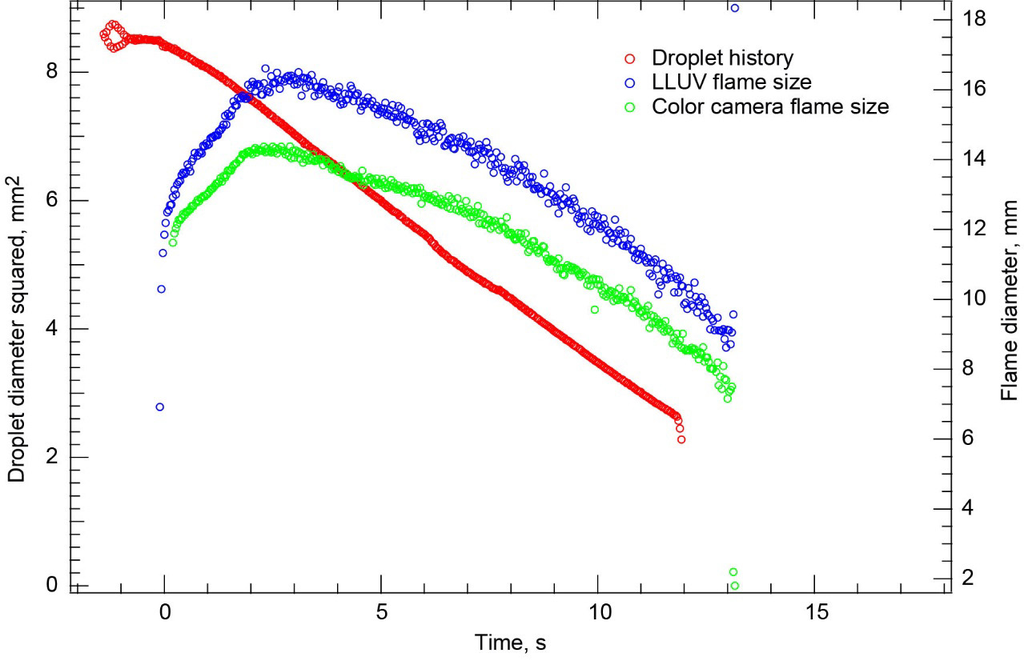 Droplet diameter squared, mm²
8
6
4
2
0
Droplet history
LLUV flame size
Color camera flame size
18
16
14
12
10
8
6
4
2
Flame diameter, mm
0 5 10 15
Time, s